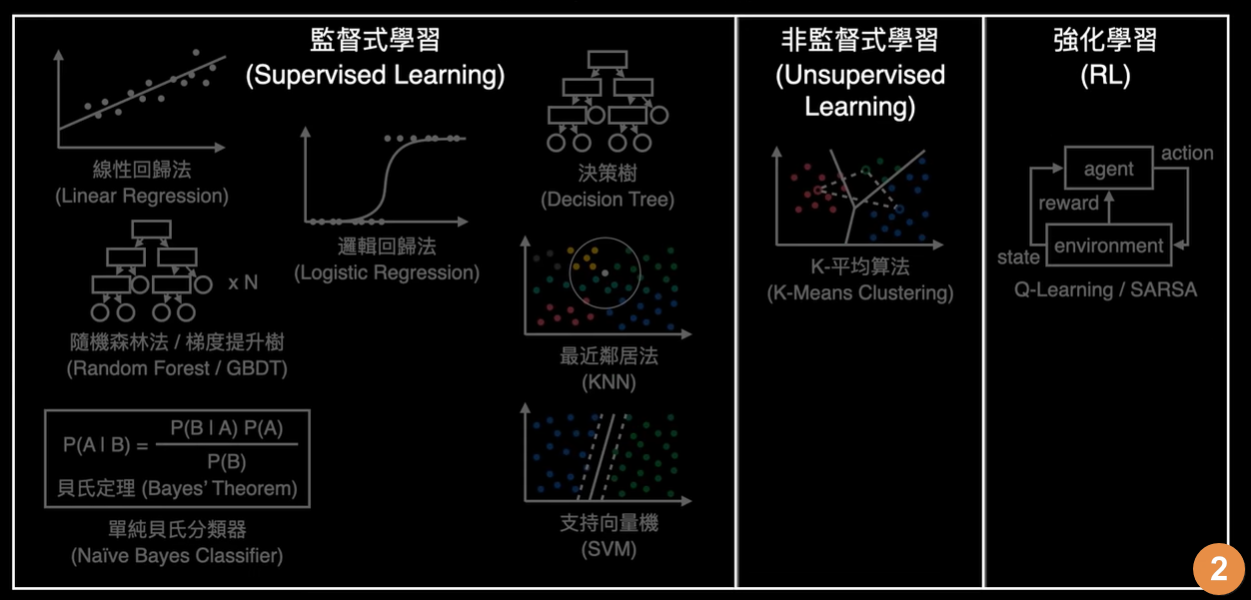 監督式學習
(Supervised Learning)
線性回歸法
(Linear Regression)
邏輯回歸法
(Logistic Regression)
決策樹
(Decision Tree)
x N
隨機森林法 / 梯度提升樹
(Random Forest / GBDT)
最近鄰居法
(KNN)
P(A | B) =
P(B | A) P(A)
P(B)
貝氏定理 (Bayes' Theorem)
單純貝氏分類器
(Naïve Bayes Classifier)
支持向量機
(SVM)
非監督式學習
(Unsupervised
Learning)
K-平均算法
(K-Means Clustering)
強化學習
(RL)
agent
action
reward
environment
state
Q-Learning / SARSA
2